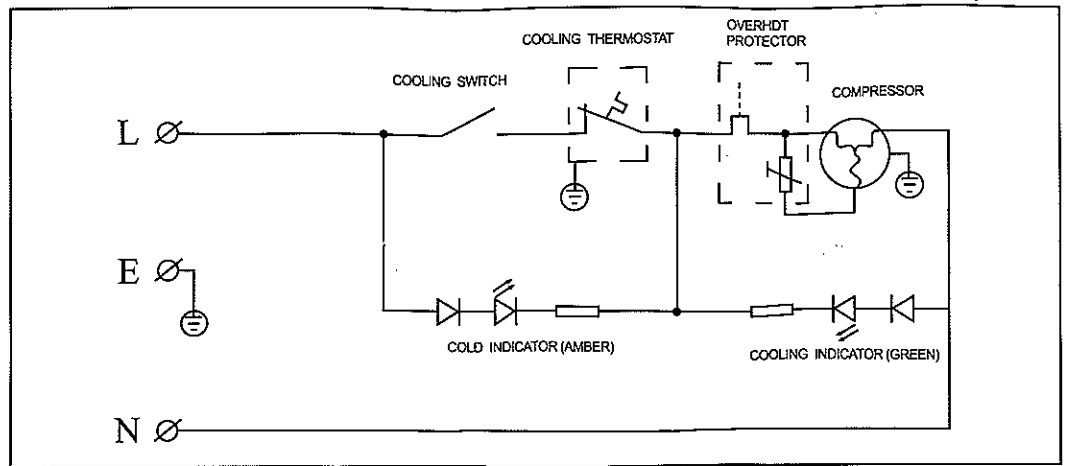 OVERHDT
PROTECTOR
COOLING THERMOSTAT
COOLING SWITCH
COMPRESSOR
L
E
COLD INDICATOR (AMBER)
COOLING INDICATOR (GREEN)
N